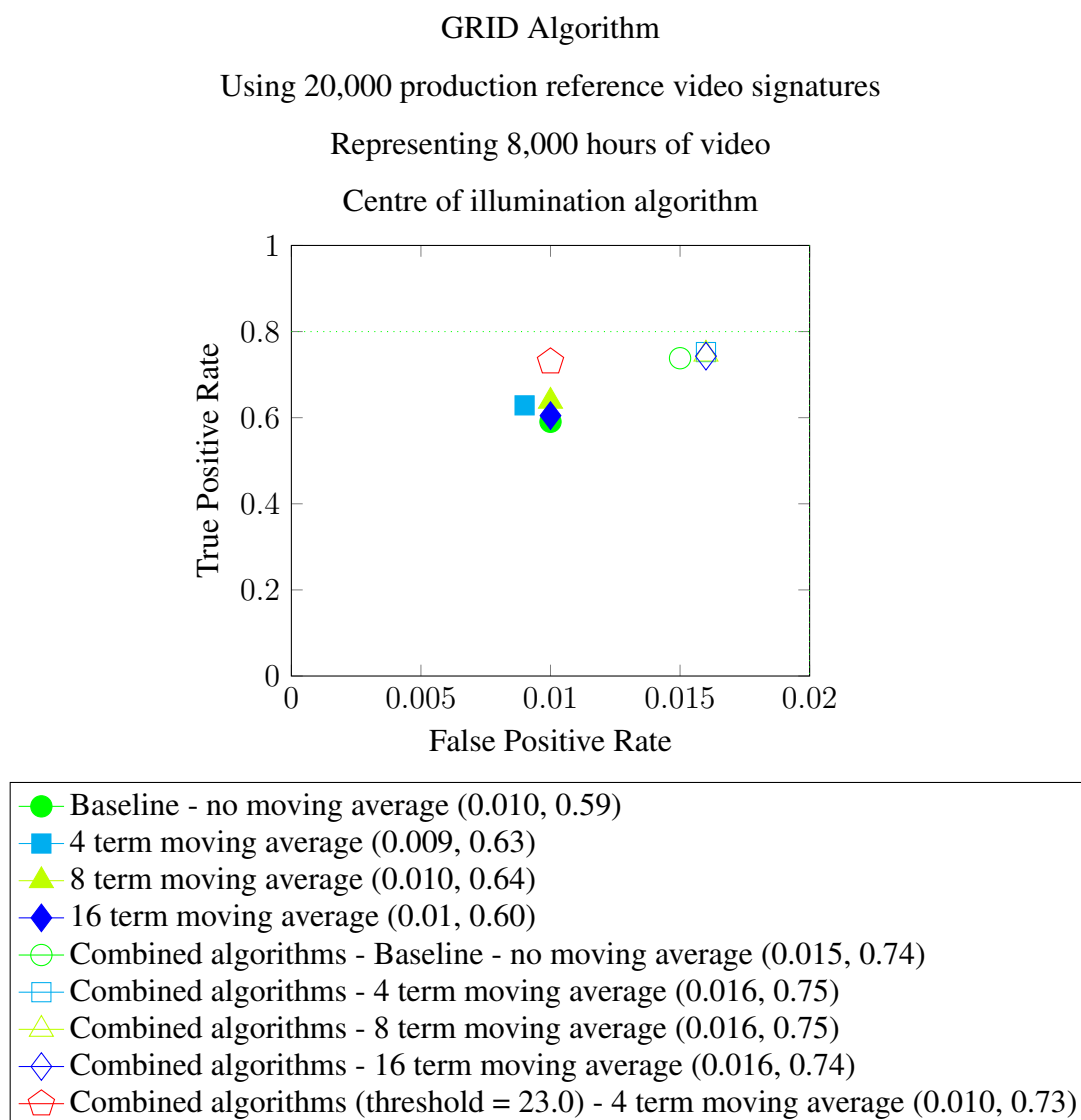 GRID Algorithm
Using 20,000 production reference video signatures
Representing 8,000 hours of video
Centre of illumination algorithm
1
0.8
0.6
0.4
0.2
0
True Positive Rate
0 0.005 0.01 0.015 0.02
False Positive Rate
Baseline - no moving average (0.010, 0.59)
4 term moving average (0.009, 0.63)
8 term moving average (0.010, 0.64)
16 term moving average (0.01, 0.60)
Combined algorithms - Baseline - no moving average (0.015, 0.74)
Combined algorithms - 4 term moving average (0.016, 0.75)
Combined algorithms - 8 term moving average (0.016, 0.75)
Combined algorithms - 16 term moving average (0.016, 0.74)
Combined algorithms (threshold = 23.0) - 4 term moving average (0.010, 0.73)